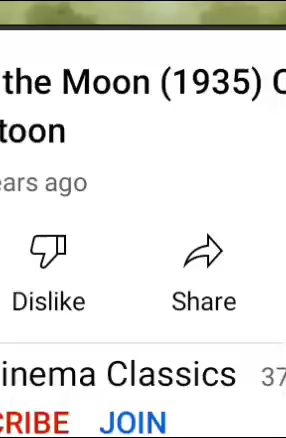 the Moon (1935) C
toon
ears ago
Dislike
Share
inema Classics 37
CRIBE JOIN